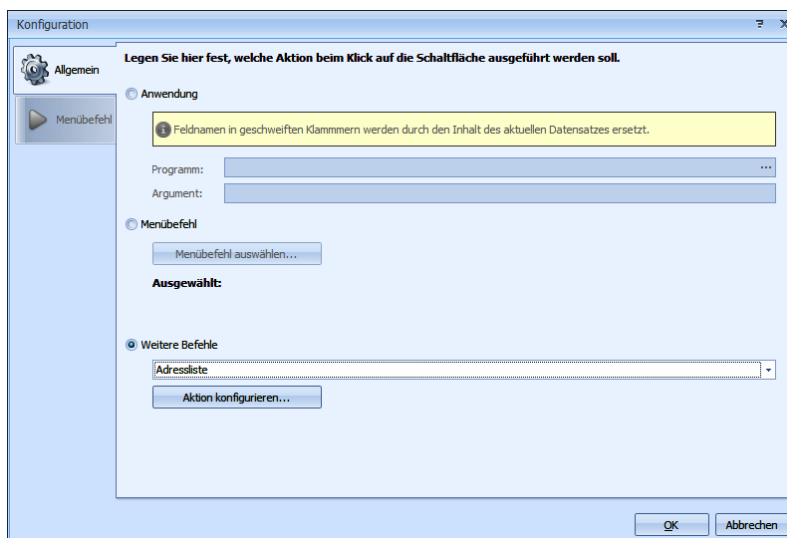 Konfiguration
Allgemein
Menübefehl
Legen Sie hier fest, welche Aktion beim Klick auf die Schaltfläche ausgeführt werden soll.
Anwendung
Feldnamen in geschweiften Klammmern werden durch den Inhalt des aktuellen Datensatzes ersetzt.
Programm:
...
Argument:
Menübefehl
Menübefehl auswählen...
Ausgewählt:
Weitere Befehle
Adressliste
Aktion konfigurieren...
OK
Abbrechen